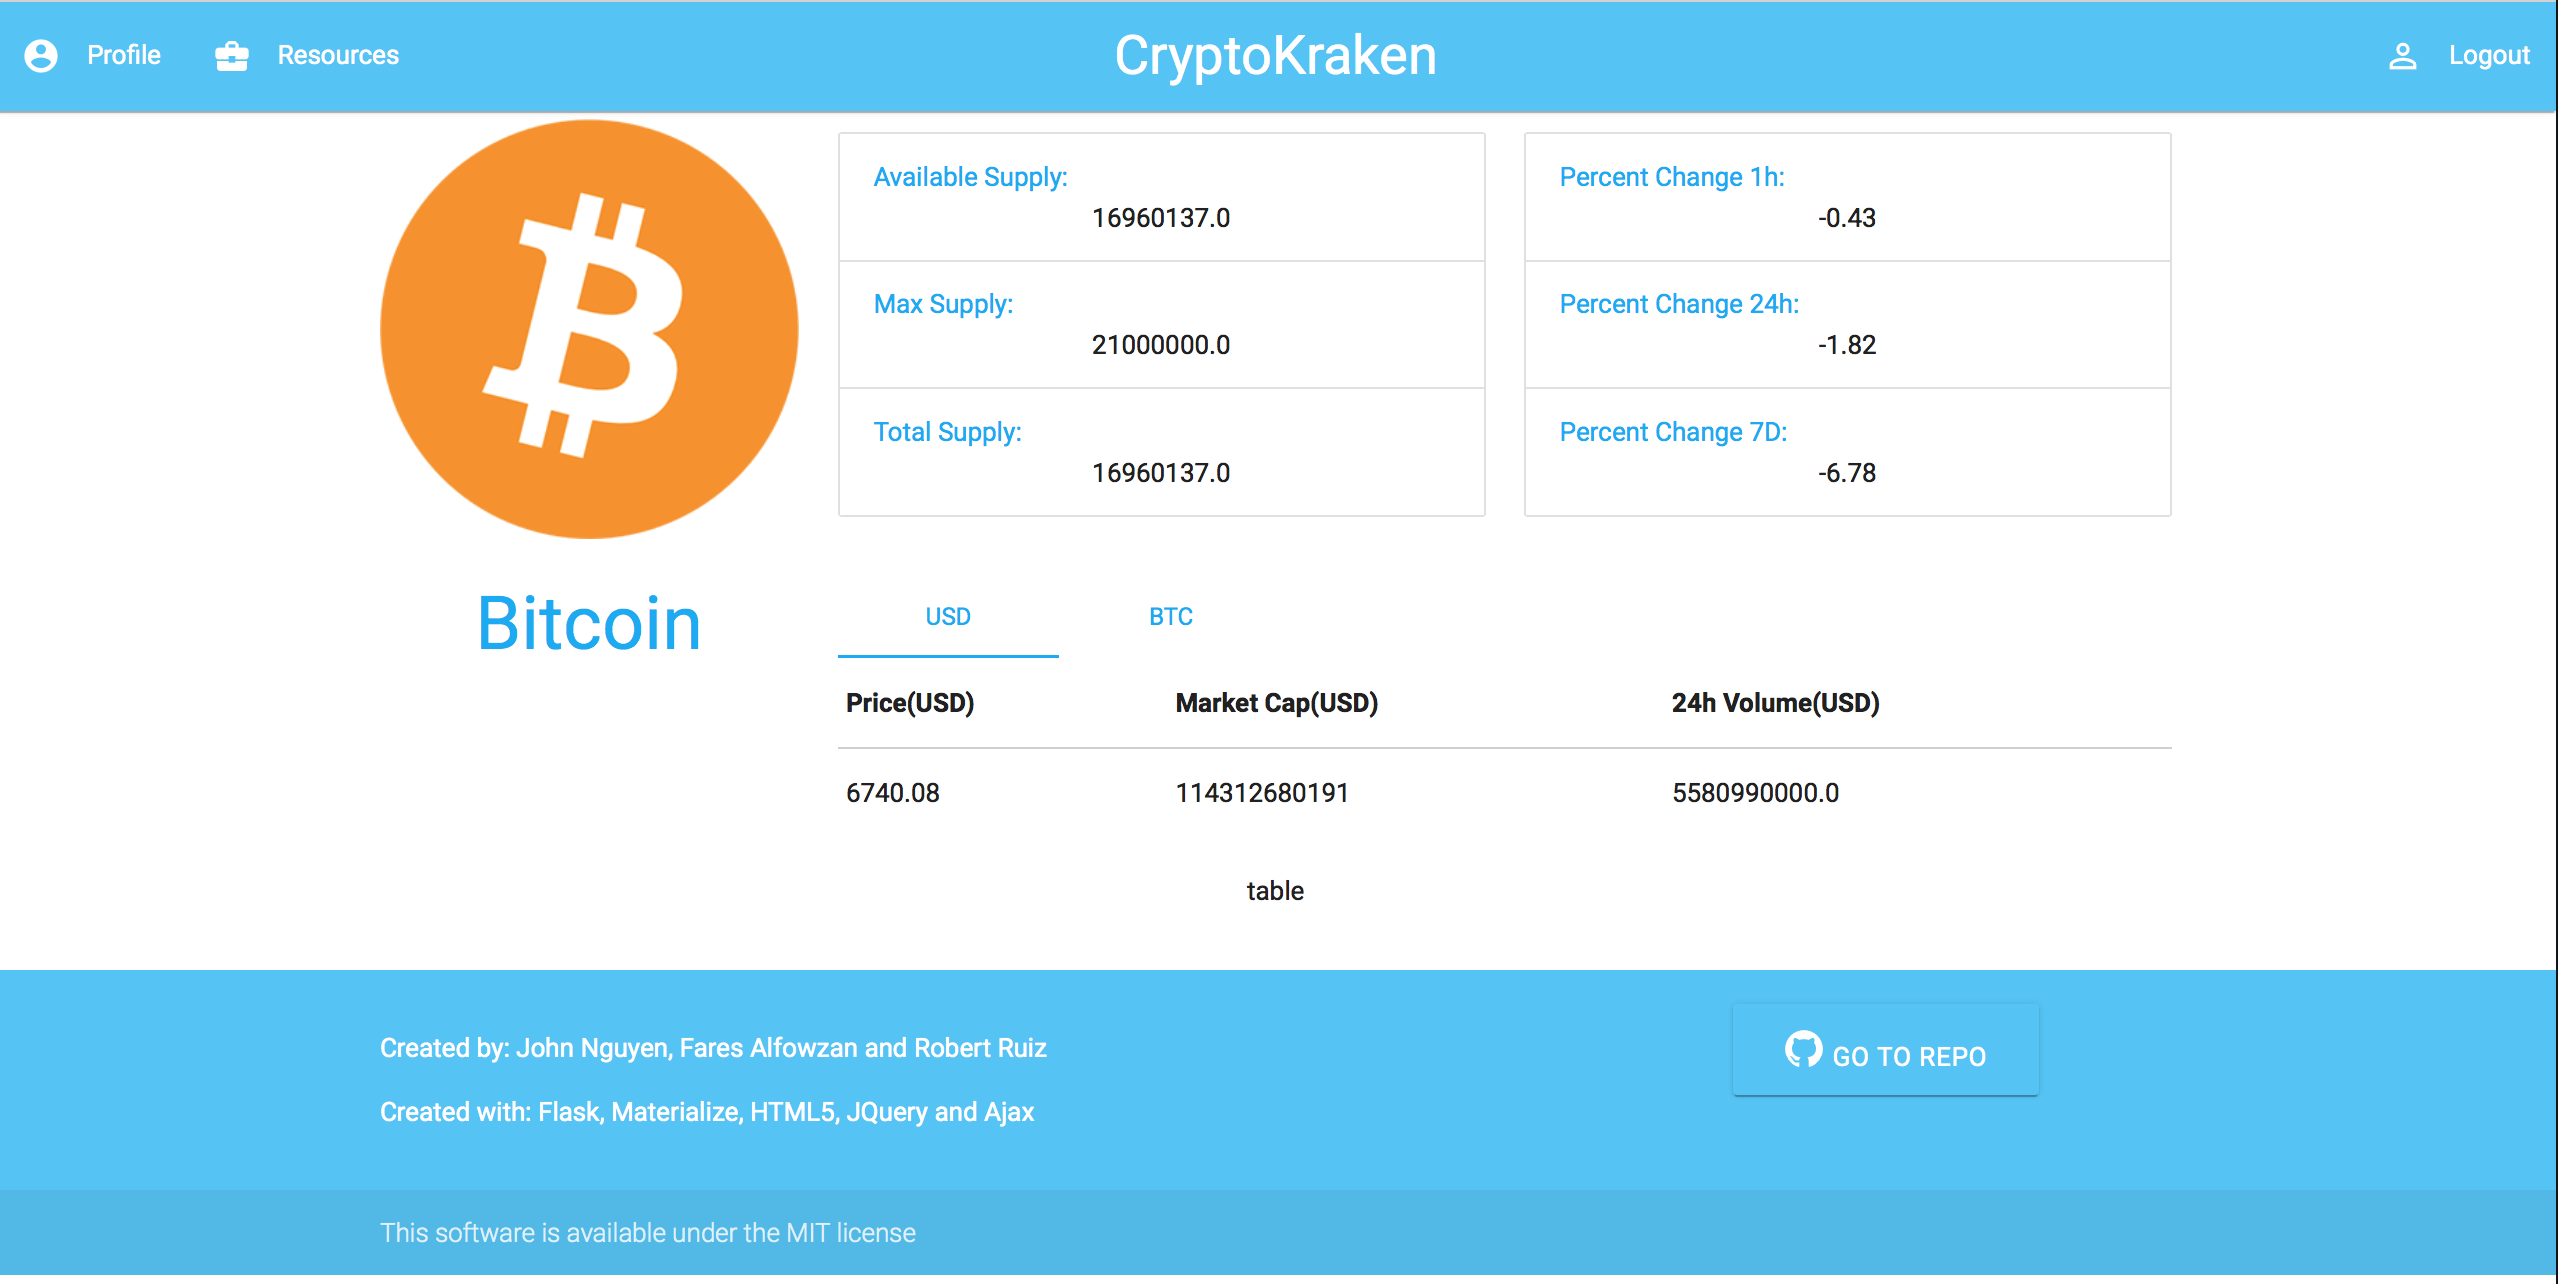 Profile
Resources
CryptoKraken
Logout
Available Supply:
16960137.0
Max Supply:
21000000.0
Total Supply:
16960137.0
Percent Change 1h:
-0.43
Percent Change 24h:
-1.82
Percent Change 7D:
-6.78
Bitcoin
USD BTC
Price(USD) Market Cap(USD) 24h Volume(USD)
6740.08 114312680191 5580990000.0
table
Created by: John Nguyen, Fares Alfowzan and Robert Ruiz
Created with: Flask, Materialize, HTML5, JQuery and Ajax
GO TO REPO
This software is available under the MIT license